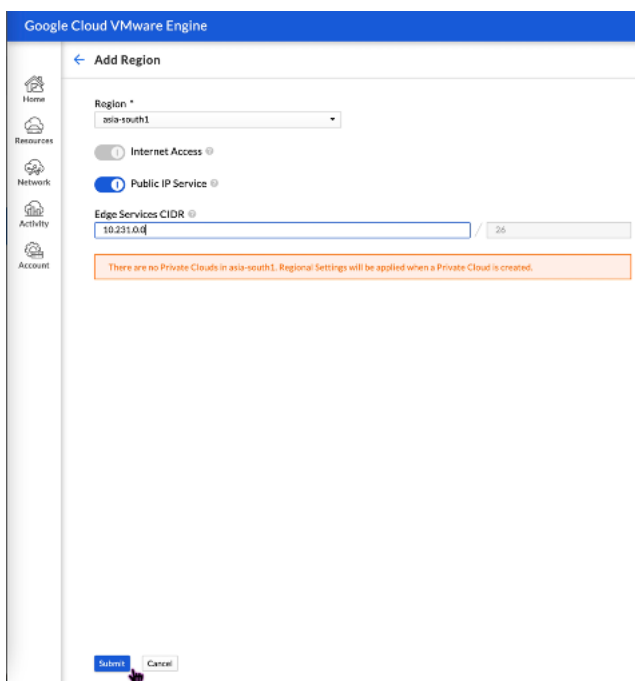 Google Cloud VMware Engine
Add Region
Home
Resources
Network
Activity
Account
Region *
asia-south1
Internet Access
Public IP Service
Edge Services CIDR
10.231.0.0 / 26
There are no Private Clouds in asia-south1. Regional Settings will be applied when a Private Cloud is created.
Submit Cancel